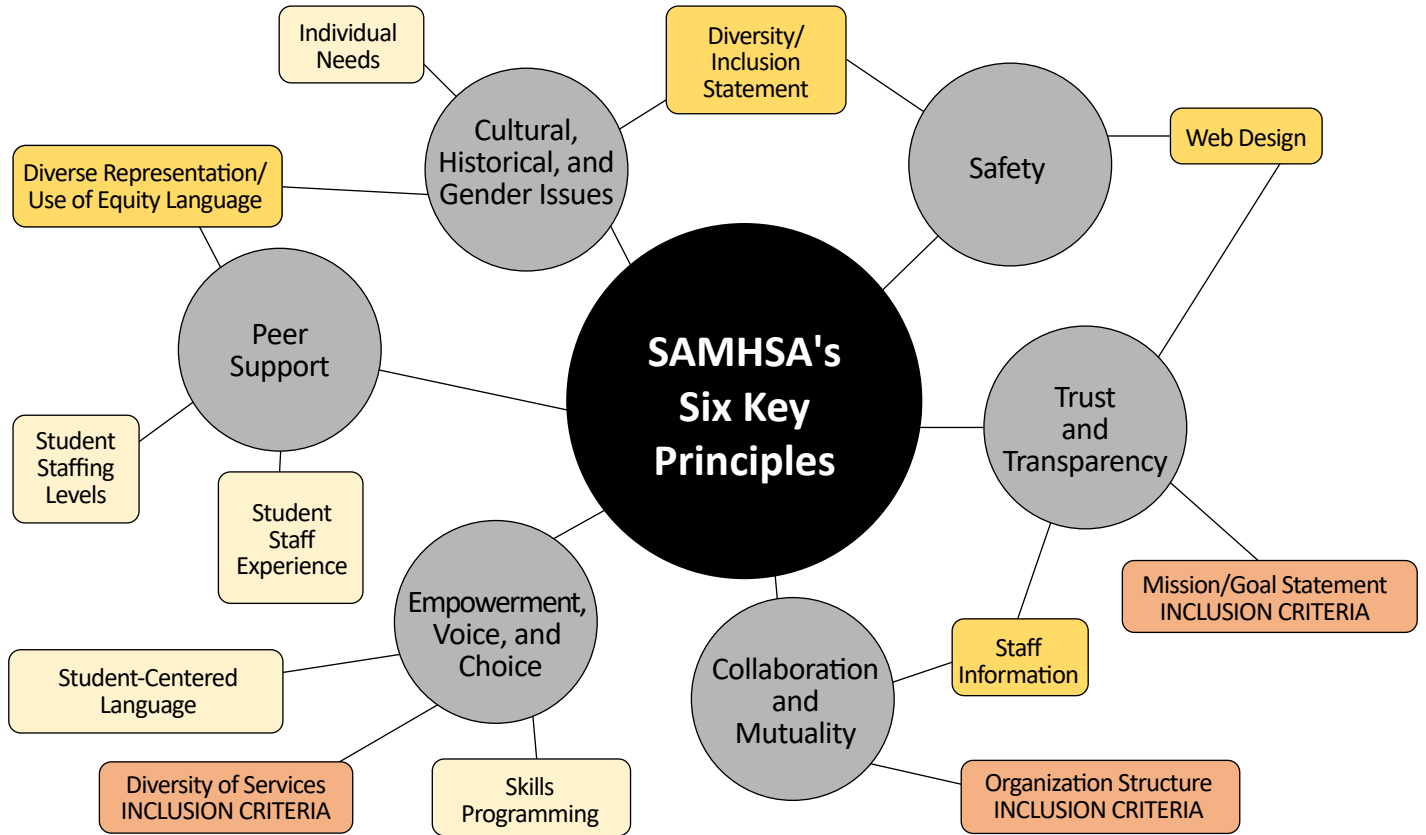 Individual
Needs
Diversity/
Inclusion
Statement
Cultural,
Historical, and
Gender Issues
Safety
Web Design
Diverse Representation/
Use of Equity Language
Peer
Support
SAMHSA's
Six Key
Principles
Trust
and
Transparency
Student
Staffing
Levels
Student
Staff
Experience
Empowerment,
Voice, and
Choice
Mission/Goal Statement
INCLUSION CRITERIA
Staff
Information
Collaboration
and
Mutuality
Student-Centered
Language
Diversity of Services
INCLUSION CRITERIA
Skills
Programming
Organization Structure
INCLUSION CRITERIA